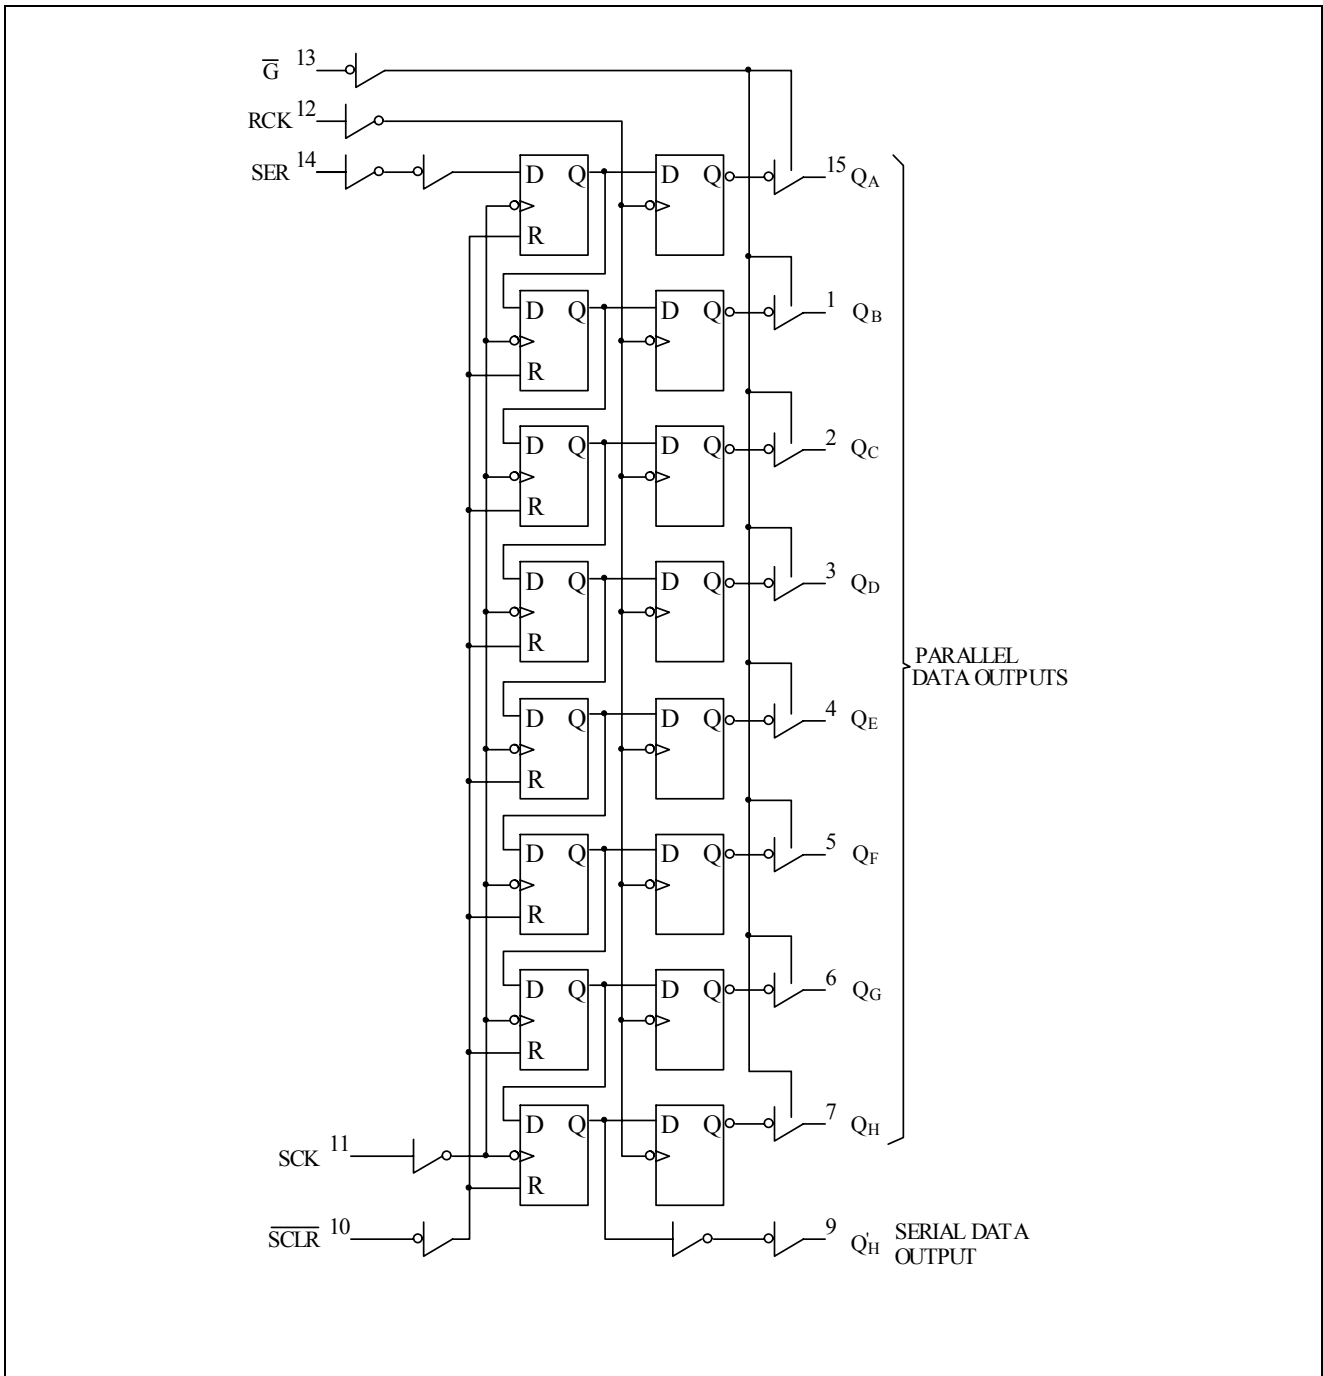 G̅ 13
RCK 12
SER 14
D Q D Q 15 QA
R
D Q D Q 1 QB
R
D Q D Q 2 QC
R
D Q D Q 3 QD
R
PARALLEL
DATA OUTPUTS
D Q D Q 4 QE
R
D Q D Q 5 QF
R
D Q D Q 6 QG
R
D Q D Q 7 QH
SCK 11
R
S̅C̅L̅R̅ 10
9 Q'H SERIAL DATA
OUTPUT